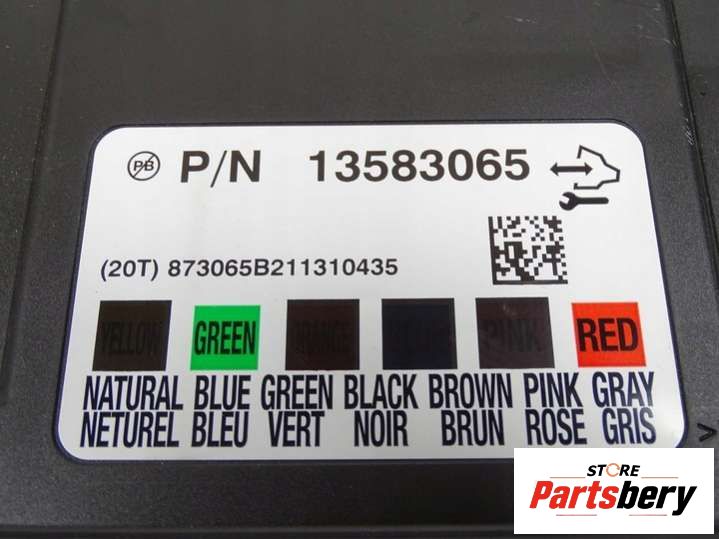 PB P/N 13583065
(20T) 873065B211310435
YELLOW GREEN ORANGE PINK RED
NATURAL BLUE GREEN BLACK BROWN PINK GRAY
NETUREL BLEU VERT NOIR BRUN ROSE GRIS
>
STORE
Partsbery